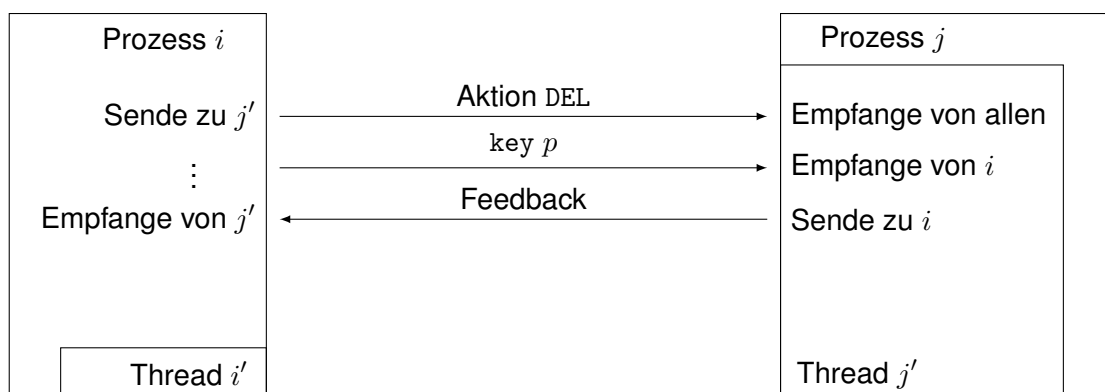 Prozess i
Prozess j
Sende zu j′
Aktion DEL
Empfange von allen
key p
⋮
Empfange von i
Empfange von j′
Feedback
Sende zu i
Thread i′
Thread j′